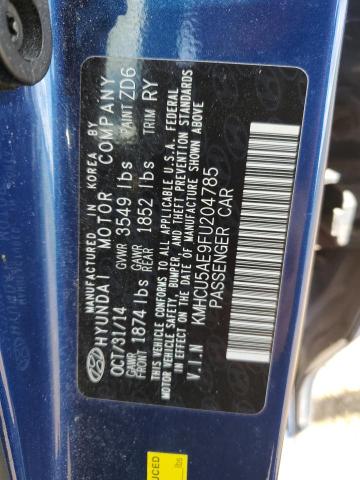 MANUFACTURED IN KOREA BY
HYUNDAI MOTOR COMPANY
OCT/31/14 GVWR 3549 lbs PAINT ZD6
GAWR FRONT 1874 lbs GAWR REAR 1852 lbs TRIM RY
THIS VEHICLE CONFORMS TO ALL APPLICABLE U.S.A. FEDERAL
MOTOR VEHICLE SAFETY, BUMPER, AND THEFT PREVENTION STANDARDS
IN EFFECT ON THE DATE OF MANUFACTURE SHOWN ABOVE.
V.I.N KMHCU5AE9FU204785
PASSENGER CAR
UCED
lbs